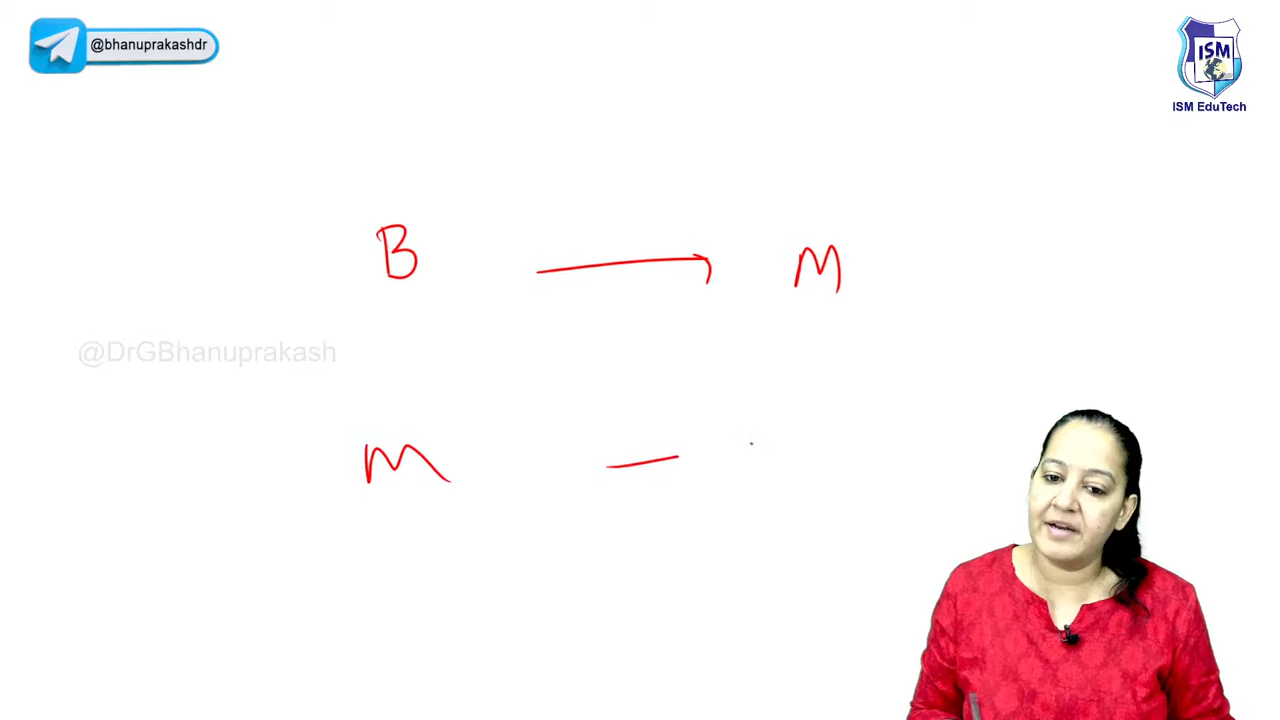 @bhanuprakashdr
ISM
ISM EduTech
B → M
@DrGBhanuprakash
M —